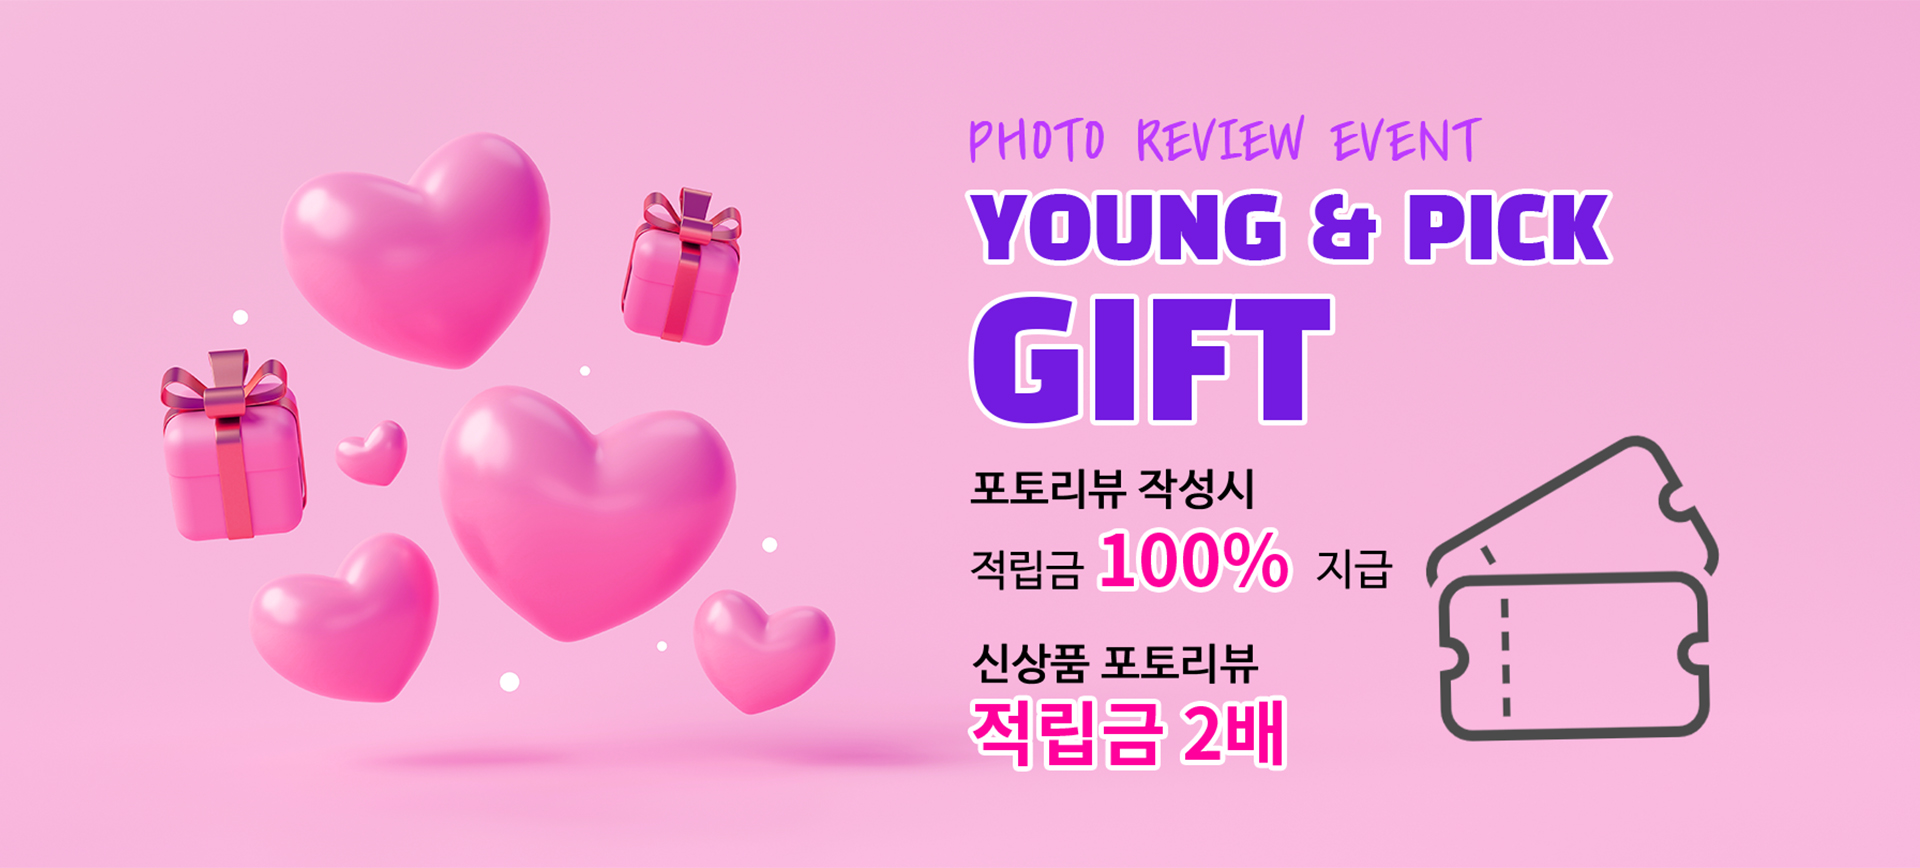 PHOTO REVIEW EVENT
YOUNG & PICK
GIFT
포토리뷰 작성시
적립금 100% 지급
신상품 포토리뷰
적립금 2배